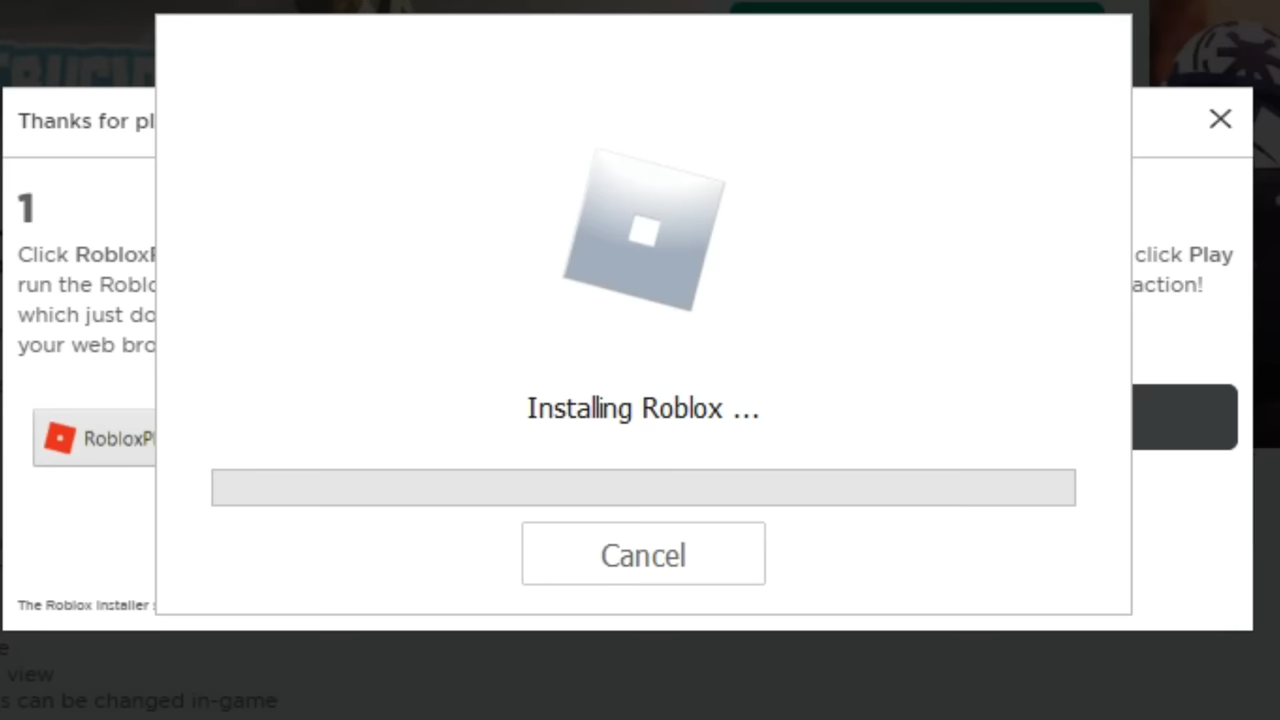 Thanks for pl
1
Click RobloxP
run the Roblo
which just do
your web bro
RobloxPl
The Roblox Installer
Installing Roblox ...
Cancel
click Play
action!
e
view
s can be changed in-game